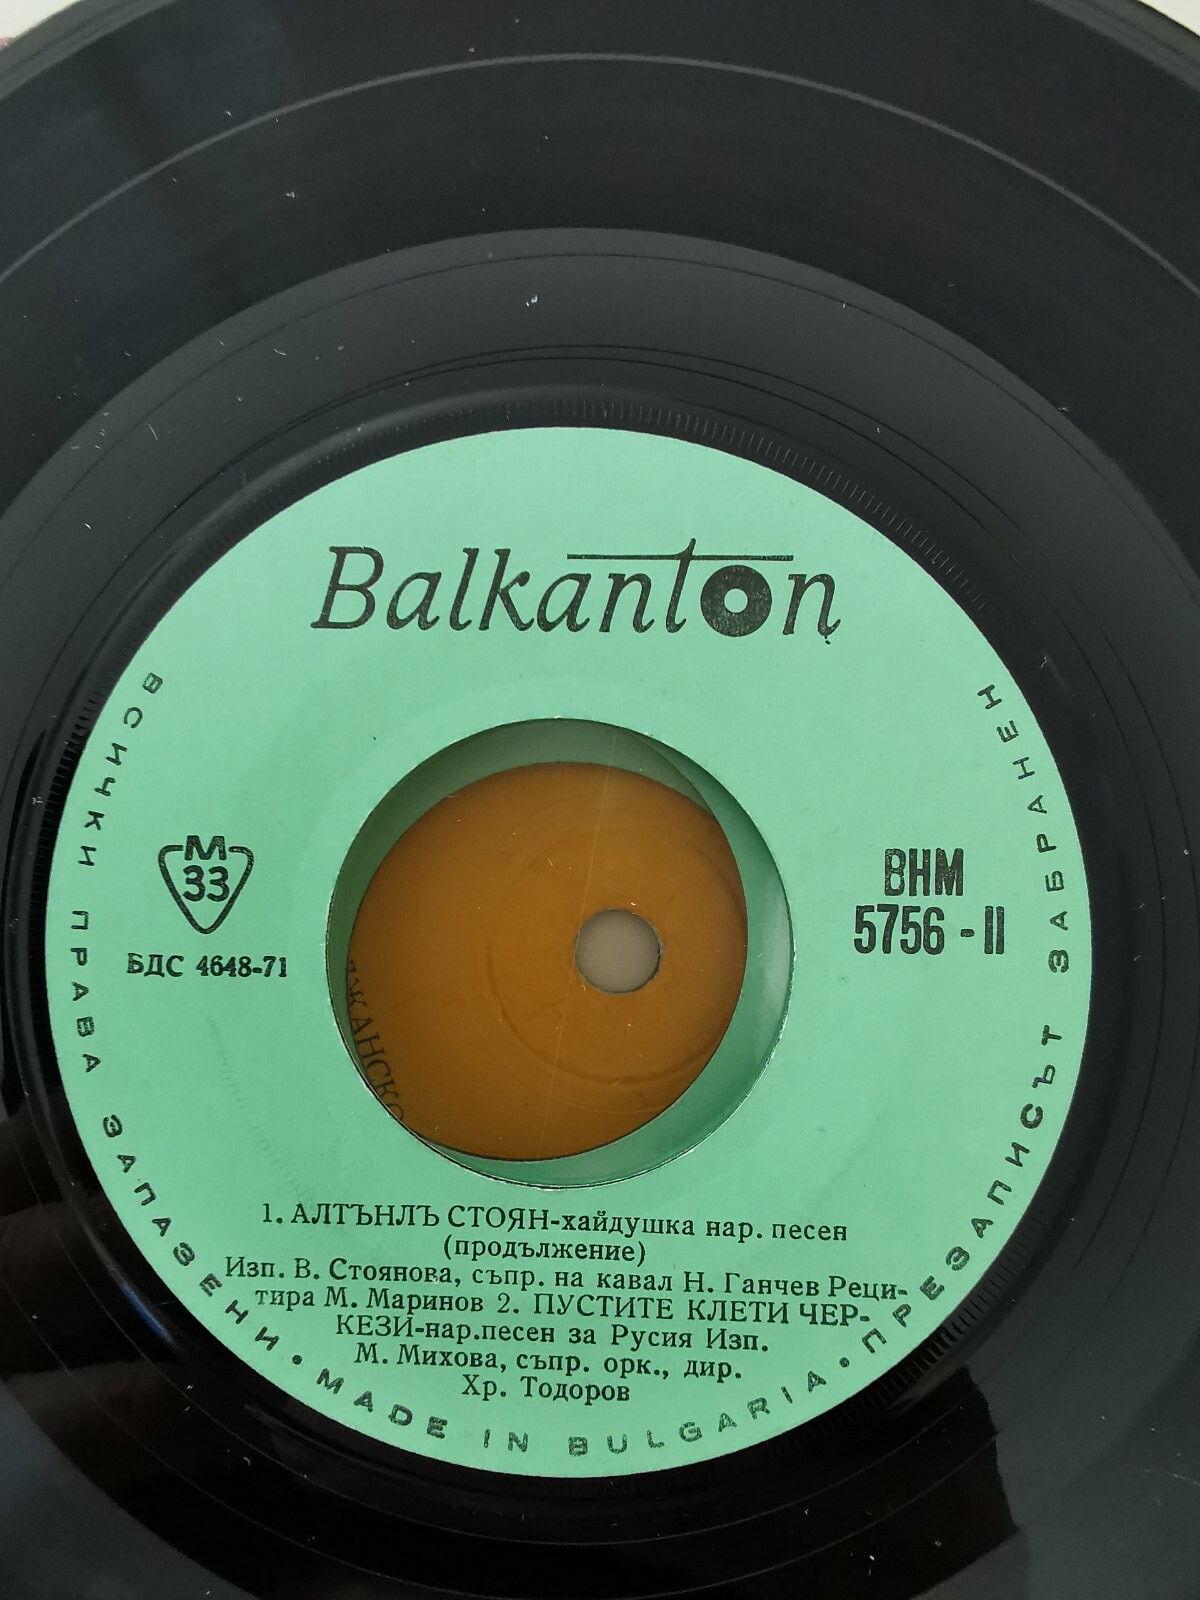 Balkanton
М
33
БДС 4648-71
ВНМ
5756 - II
1. АЛТЪНЛЪ СТОЯН-хайдушка нар. песен
(продължение)
Изп. В. Стоянова, съпр. на кавал Н. Ганчев Реци-
тира М. Маринов 2. ПУСТИТЕ КЛЕТИ ЧЕР-
КЕЗИ-нар.песен за Русия Изп.
М. Михова, съпр. орк., дир.
Хр. Тодоров
ВСИЧКИ ПРАВА ЗАПАЗЕНИ • MADE IN BULGARIA • ПРЕЗАПИСЪТ ЗАБРАНЕН